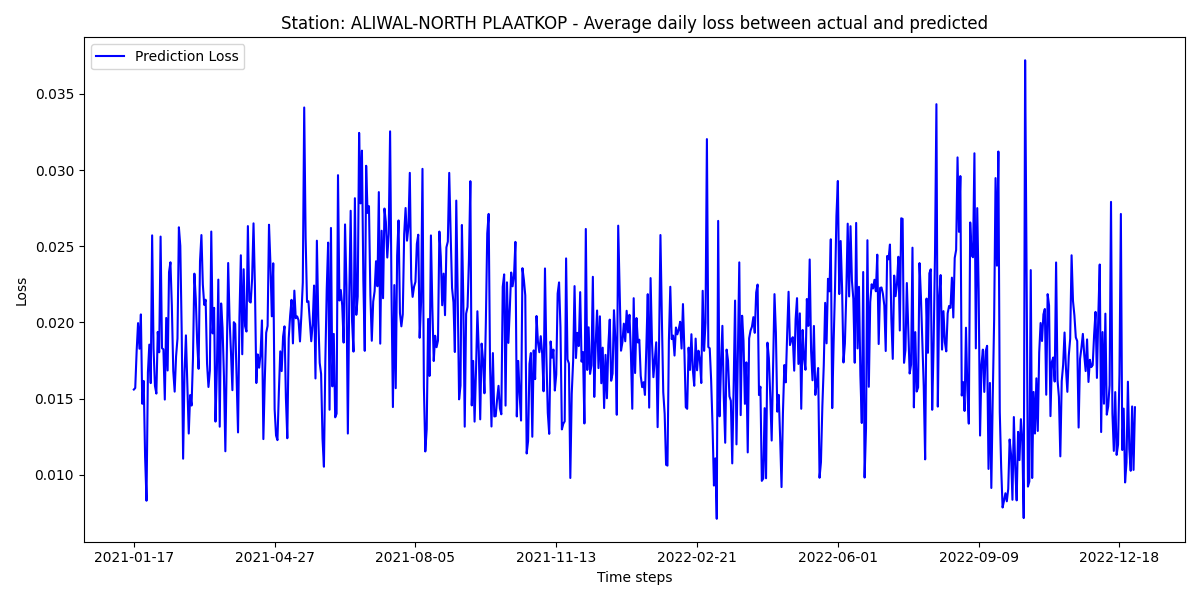 Station: ALIWAL-NORTH PLAATKOP - Average daily loss between actual and predicted
Prediction Loss
Loss
0.035
0.030
0.025
0.020
0.015
0.010
2021-01-17 2021-04-27 2021-08-05 2021-11-13 2022-02-21 2022-06-01 2022-09-09 2022-12-18
Time steps